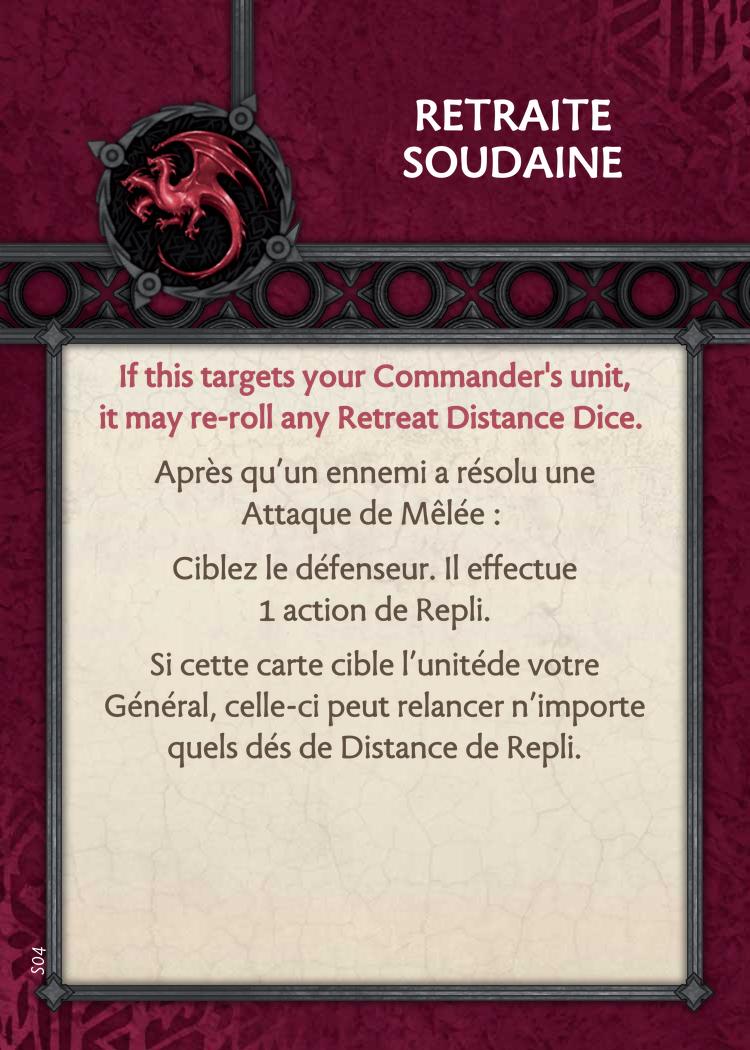 RETRAITE
SOUDAINE
If this targets your Commander's unit,
it may re-roll any Retreat Distance Dice.
Après qu’un ennemi a résolu une
Attaque de Mêlée :
Ciblez le défenseur. Il effectue
1 action de Repli.
Si cette carte cible l’unitéde votre
Général, celle-ci peut relancer n’importe
quels dés de Distance de Repli.
S04